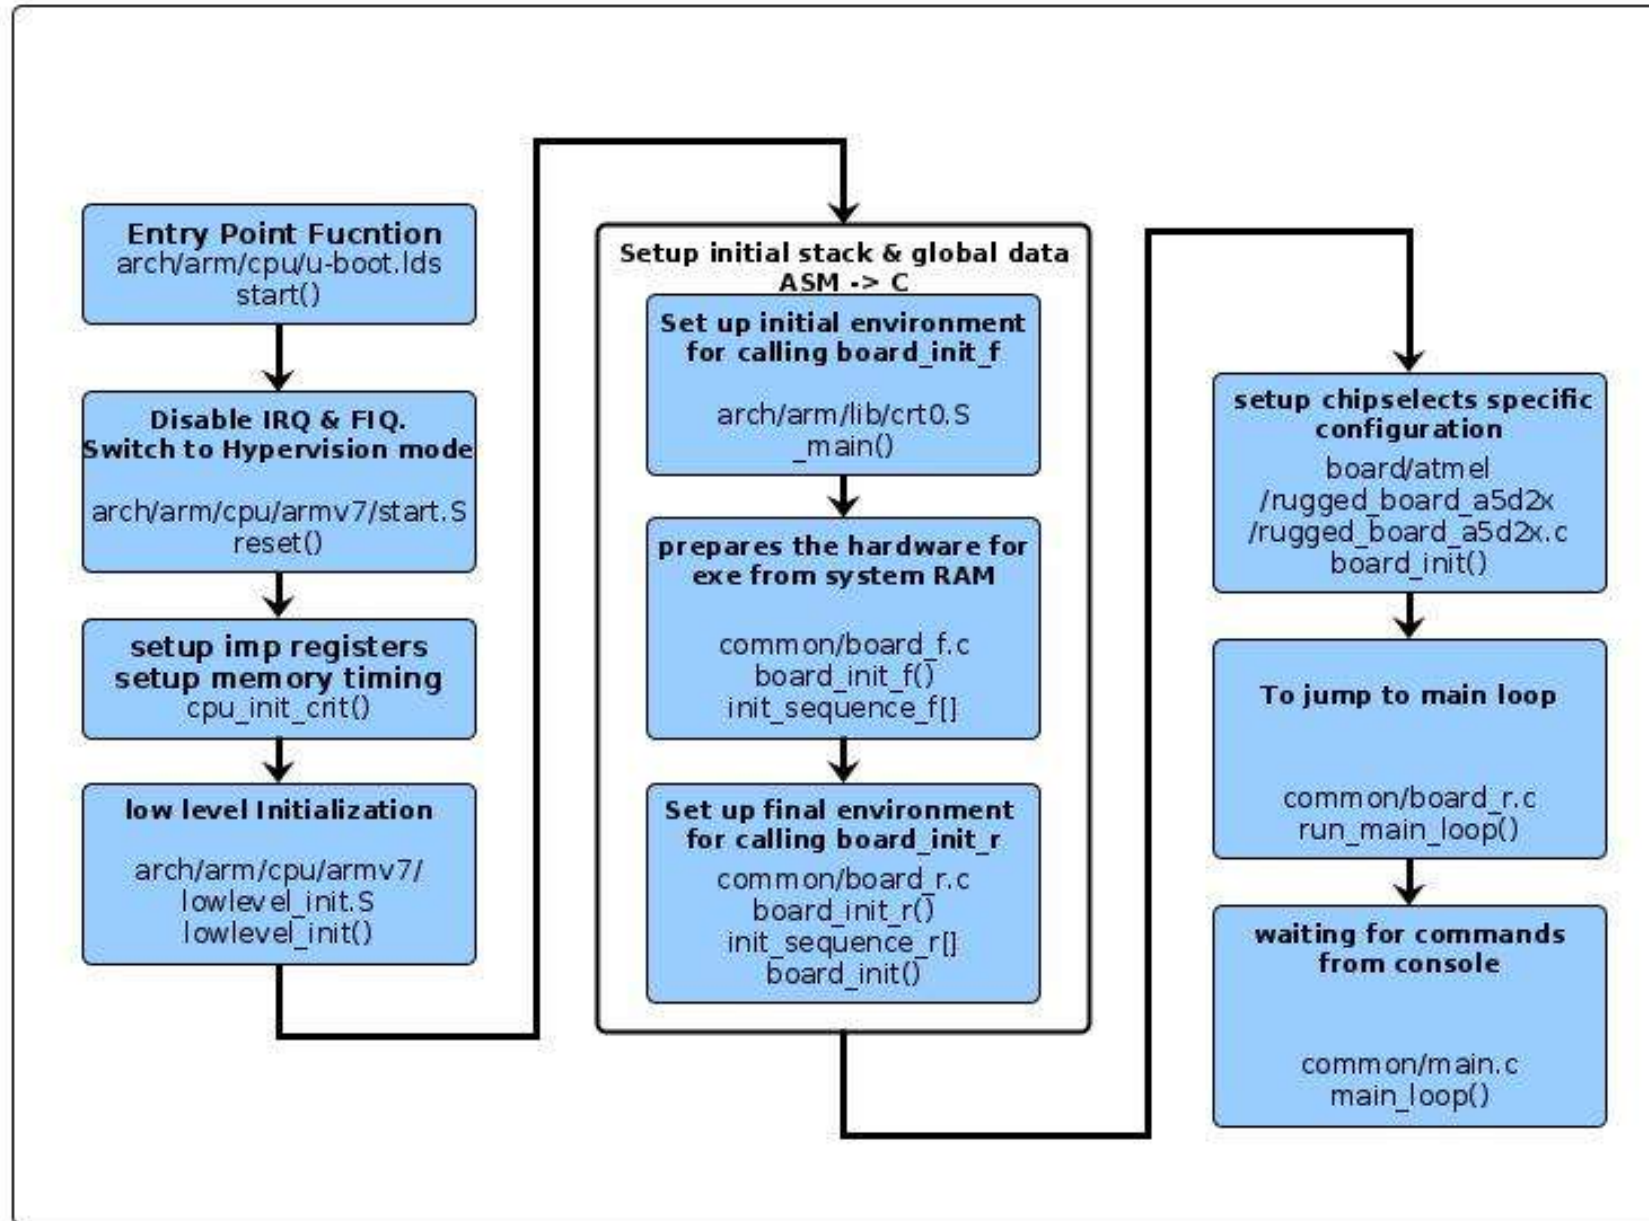 Entry Point Fucntion
arch/arm/cpu/u-boot.lds
start()
Disable IRQ & FIQ.
Switch to Hypervision mode
arch/arm/cpu/armv7/start.S
reset()
setup imp registers
setup memory timing
cpu_init_crit()
low level Initialization
arch/arm/cpu/armv7/
lowlevel_init.S
lowlevel_init()
Setup initial stack & global data
ASM -> C
Set up initial environment
for calling board_init_f
arch/arm/lib/crt0.S
_main()
prepares the hardware for
exe from system RAM
common/board_f.c
board_init_f()
init_sequence_f[]
Set up final environment
for calling board_init_r
common/board_r.c
board_init_r()
init_sequence_r[]
board_init()
setup chipselects specific
configuration
board/atmel
/rugged_board_a5d2x
/rugged_board_a5d2x.c
board_init()
To jump to main loop
common/board_r.c
run_main_loop()
waiting for commands
from console
common/main.c
main_loop()